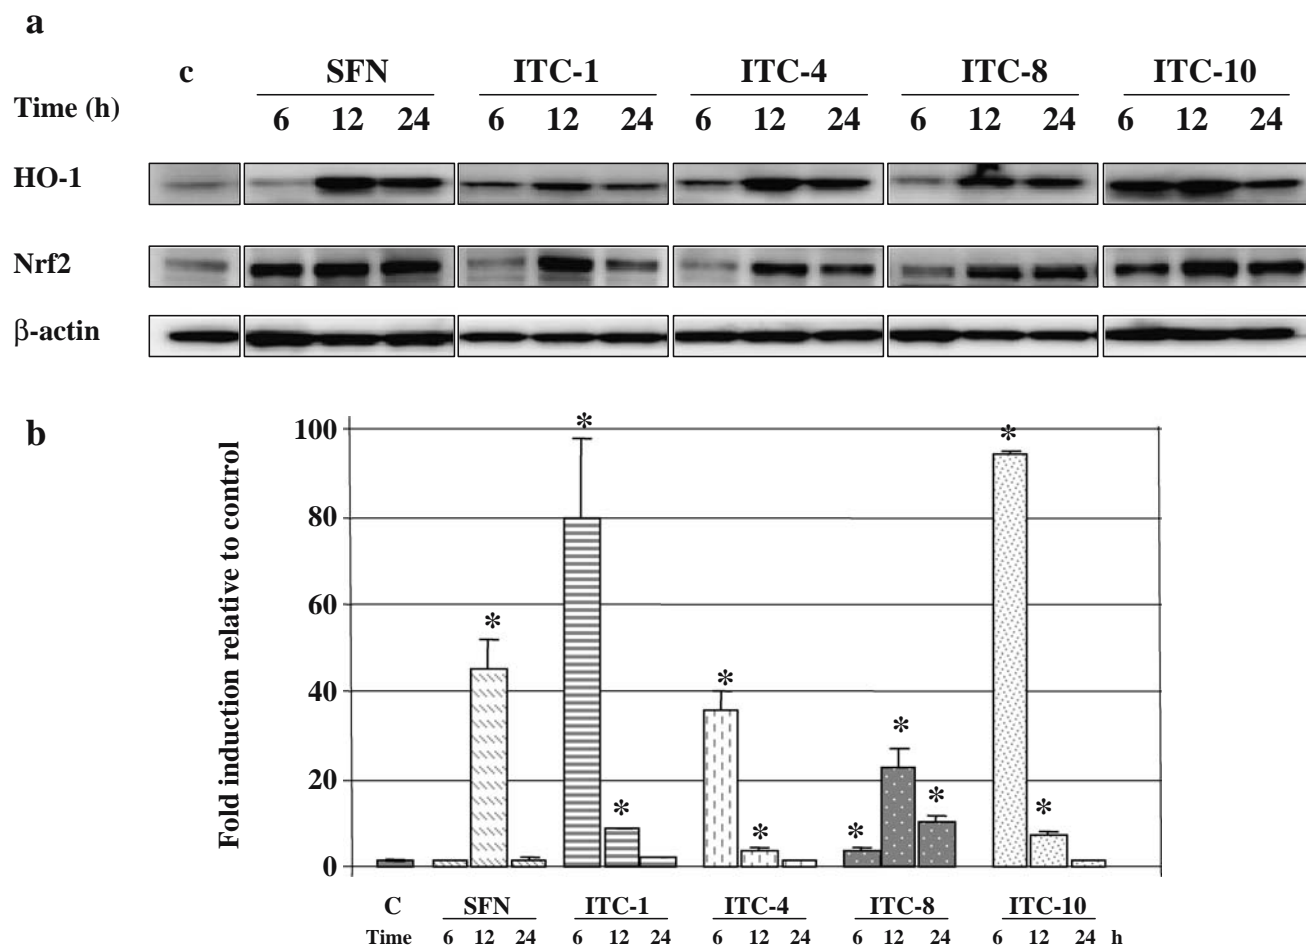 a
c SFN ITC-1 ITC-4 ITC-8 ITC-10
Time (h) 6 12 24 6 12 24 6 12 24 6 12 24 6 12 24
HO-1
Nrf2
β-actin
b
Fold induction relative to control
100
80
60
40
20
0
* * * * * * * * * *
C SFN ITC-1 ITC-4 ITC-8 ITC-10
Time 6 12 24 6 12 24 6 12 24 6 12 24 6 12 24 h